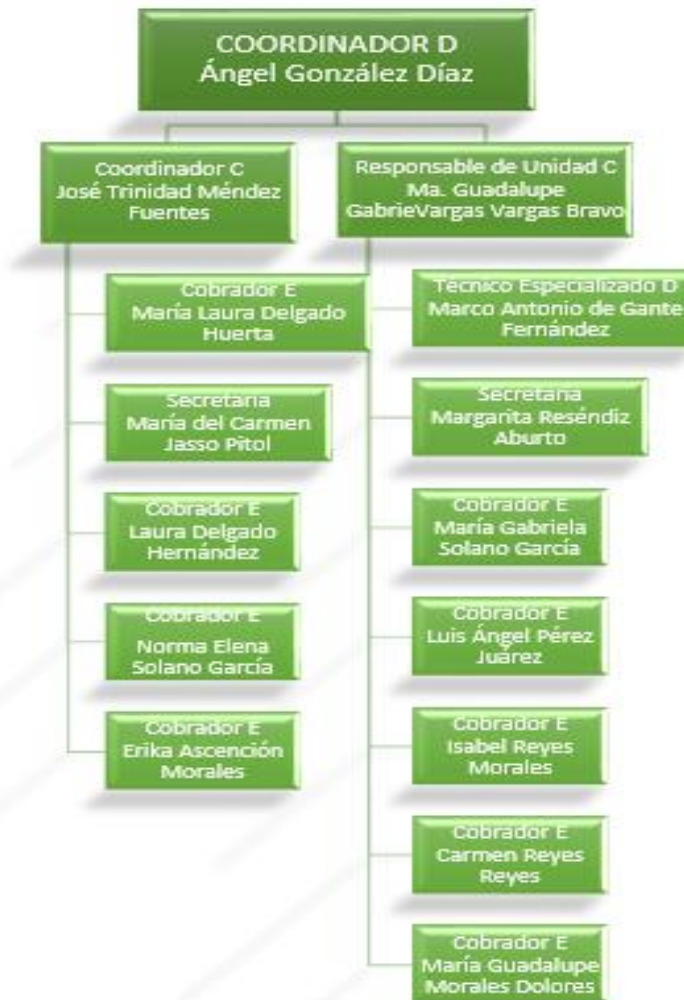 COORDINADOR D
Ángel González Díaz
Coordinador C
José Trinidad Méndez
Fuentes
Responsable de Unidad C
Ma. Guadalupe
GabrieVargas Vargas Bravo
Cobrador E
María Laura Delgado
Huerta
Secretaria
María del Carmen
Jasso Pitol
Cobrador E
Laura Delgado
Hernández
Cobrador E
Norma Elena
Solano García
Cobrador E
Erika Ascención
Morales
Técnico Especializado D
Marco Antonio de Gante
Fernández
Secretaria
Margarita Reséndiz
Aburto
Cobrador E
María Gabriela
Solano García
Cobrador E
Luis Ángel Pérez
Juárez
Cobrador E
Isabel Reyes
Morales
Cobrador E
Carmen Reyes
Reyes
Cobrador E
María Guadalupe
Morales Dolores